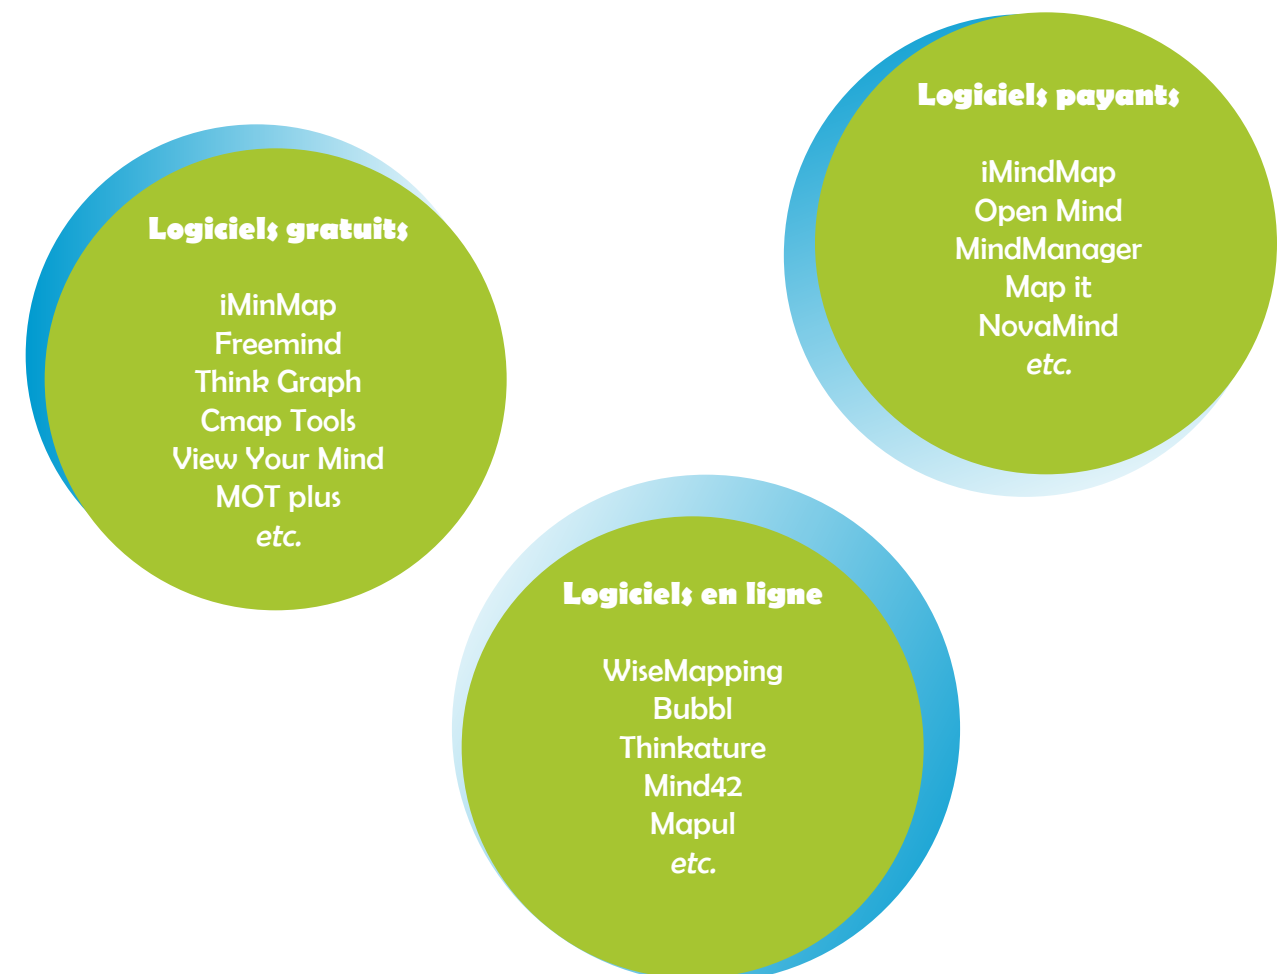 Logiciels gratuits
iMinMap
Freemind
Think Graph
Cmap Tools
View Your Mind
MOT plus
etc.
Logiciels payants
iMindMap
Open Mind
MindManager
Map it
NovaMind
etc.
Logiciels en ligne
WiseMapping
Bubbl
Thinkature
Mind42
Mapul
etc.